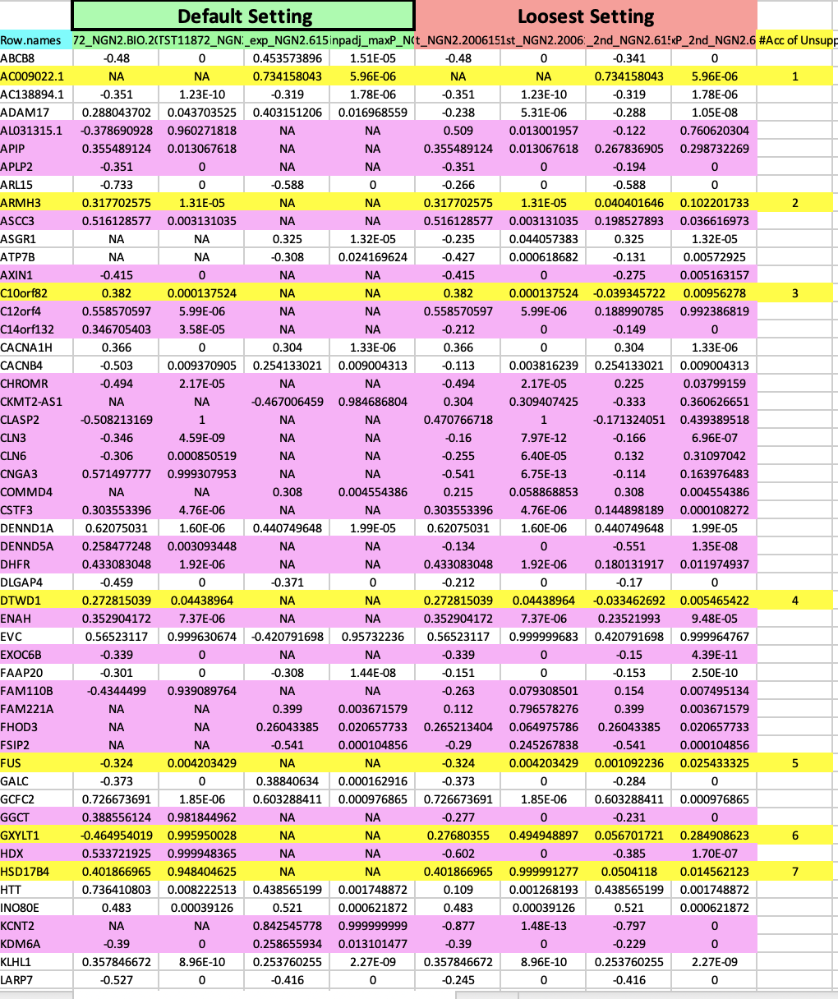 Default Setting Loosest Setting
Row.names 72_NGN2.BIO.2( TST11872_NGN2 _exp_NGN2.615 inpadj_maxP_N( t_NGN2.200615 1st_NGN2.2006 _2nd_NGN2.615 xP_2nd_NGN2.6 #Acc of Unsupp
ABCB8 -0.48 0 0.453573896 1.51E-05 -0.48 0 -0.341 0
AC009022.1 NA NA 0.734158043 5.96E-06 NA NA 0.734158043 5.96E-06 1
AC138894.1 -0.351 1.23E-10 -0.319 1.78E-06 -0.351 1.23E-10 -0.319 1.78E-06
ADAM17 0.288043702 0.043703525 0.403151206 0.016968559 -0.238 5.31E-06 -0.288 1.05E-08
AL031315.1 -0.378690928 0.960271818 NA NA 0.509 0.013001957 -0.122 0.760620304
APIP 0.355489124 0.013067618 NA NA 0.355489124 0.013067618 0.267836905 0.298732269
APLP2 -0.351 0 NA NA -0.351 0 -0.194 0
ARL15 -0.733 0 -0.588 0 -0.266 0 -0.588 0
ARMH3 0.317702575 1.31E-05 NA NA 0.317702575 1.31E-05 0.040401646 0.102201733 2
ASCC3 0.516128577 0.003131035 NA NA 0.516128577 0.003131035 0.198527893 0.036616973
ASGR1 NA NA 0.325 1.32E-05 -0.235 0.044057383 0.325 1.32E-05
ATP7B NA NA -0.308 0.024169624 -0.427 0.000618682 -0.131 0.00572925
AXIN1 -0.415 0 NA NA -0.415 0 -0.275 0.005163157
C10orf82 0.382 0.000137524 NA NA 0.382 0.000137524 -0.039345722 0.00956278 3
C12orf4 0.558570597 5.99E-06 NA NA 0.558570597 5.99E-06 0.188990785 0.992386819
C14orf132 0.346705403 3.58E-05 NA NA -0.212 0 -0.149 0
CACNA1H 0.366 0 0.304 1.33E-06 0.366 0 0.304 1.33E-06
CACNB4 -0.503 0.009370905 0.254133021 0.009004313 -0.113 0.003816239 0.254133021 0.009004313
CHROMR -0.494 2.17E-05 NA NA -0.494 2.17E-05 0.225 0.03799159
CKMT2-AS1 NA NA -0.467006459 0.984686804 0.304 0.309407425 -0.333 0.360626651
CLASP2 -0.508213169 1 NA NA 0.470766718 1 -0.171324051 0.439389518
CLN3 -0.346 4.59E-09 NA NA -0.16 7.97E-12 -0.166 6.96E-07
CLN6 -0.306 0.000850519 NA NA -0.255 6.40E-05 0.132 0.31097042
CNGA3 0.571497777 0.999307953 NA NA -0.541 6.75E-13 -0.114 0.163976483
COMMD4 NA NA 0.308 0.004554386 0.215 0.058868853 0.308 0.004554386
CSTF3 0.303553396 4.76E-06 NA NA 0.303553396 4.76E-06 0.144898189 0.000108272
DENND1A 0.62075031 1.60E-06 0.440749648 1.99E-05 0.62075031 1.60E-06 0.440749648 1.99E-05
DENND5A 0.258477248 0.003093448 NA NA -0.134 0 -0.551 1.35E-08
DHFR 0.433083048 1.92E-06 NA NA 0.433083048 1.92E-06 0.180131917 0.011974937
DLGAP4 -0.459 0 -0.371 0 -0.212 0 -0.17 0
DTWD1 0.272815039 0.04438964 NA NA 0.272815039 0.04438964 -0.033462692 0.005465422 4
ENAH 0.352904172 7.37E-06 NA NA 0.352904172 7.37E-06 0.23521993 9.48E-05
EVC 0.56523117 0.999630674 -0.420791698 0.95732236 0.56523117 0.999999683 0.420791698 0.999964767
EXOC6B -0.339 0 NA NA -0.339 0 -0.15 4.39E-11
FAAP20 -0.301 0 -0.308 1.44E-08 -0.151 0 -0.153 2.50E-10
FAM110B -0.4344499 0.939089764 NA NA -0.263 0.079308501 0.154 0.007495134
FAM221A NA NA 0.399 0.003671579 0.112 0.796578276 0.399 0.003671579
FHOD3 NA NA 0.26043385 0.020657733 0.265213404 0.064975786 0.26043385 0.020657733
FSIP2 NA NA -0.541 0.000104856 -0.29 0.245267838 -0.541 0.000104856
FUS -0.324 0.004203429 NA NA -0.324 0.004203429 0.001092236 0.025433325 5
GALC -0.373 0 0.38840634 0.000162916 -0.373 0 -0.284 0
GCFC2 0.726673691 1.85E-06 0.603288411 0.000976865 0.726673691 1.85E-06 0.603288411 0.000976865
GGCT 0.388556124 0.981844962 NA NA -0.277 0 -0.231 0
GXYLT1 -0.464954019 0.995950028 NA NA 0.27680355 0.494948897 0.056701721 0.284908623 6
HDX 0.533721925 0.999948365 NA NA -0.602 0 -0.385 1.70E-07
HSD17B4 0.401866965 0.948404625 NA NA 0.401866965 0.999991277 0.0504118 0.014562123 7
HTT 0.736410803 0.008222513 0.438565199 0.001748872 0.109 0.001268193 0.438565199 0.001748872
INO80E 0.483 0.00039126 0.521 0.000621872 0.483 0.00039126 0.521 0.000621872
KCNT2 NA NA 0.842545778 0.999999999 -0.877 1.48E-13 -0.797 0
KDM6A -0.39 0 0.258655934 0.013101477 -0.39 0 -0.229 0
KLHL1 0.357846672 8.96E-10 0.253760255 2.27E-09 0.357846672 8.96E-10 0.253760255 2.27E-09
LARP7 -0.527 0 -0.416 0 -0.245 0 -0.416 0